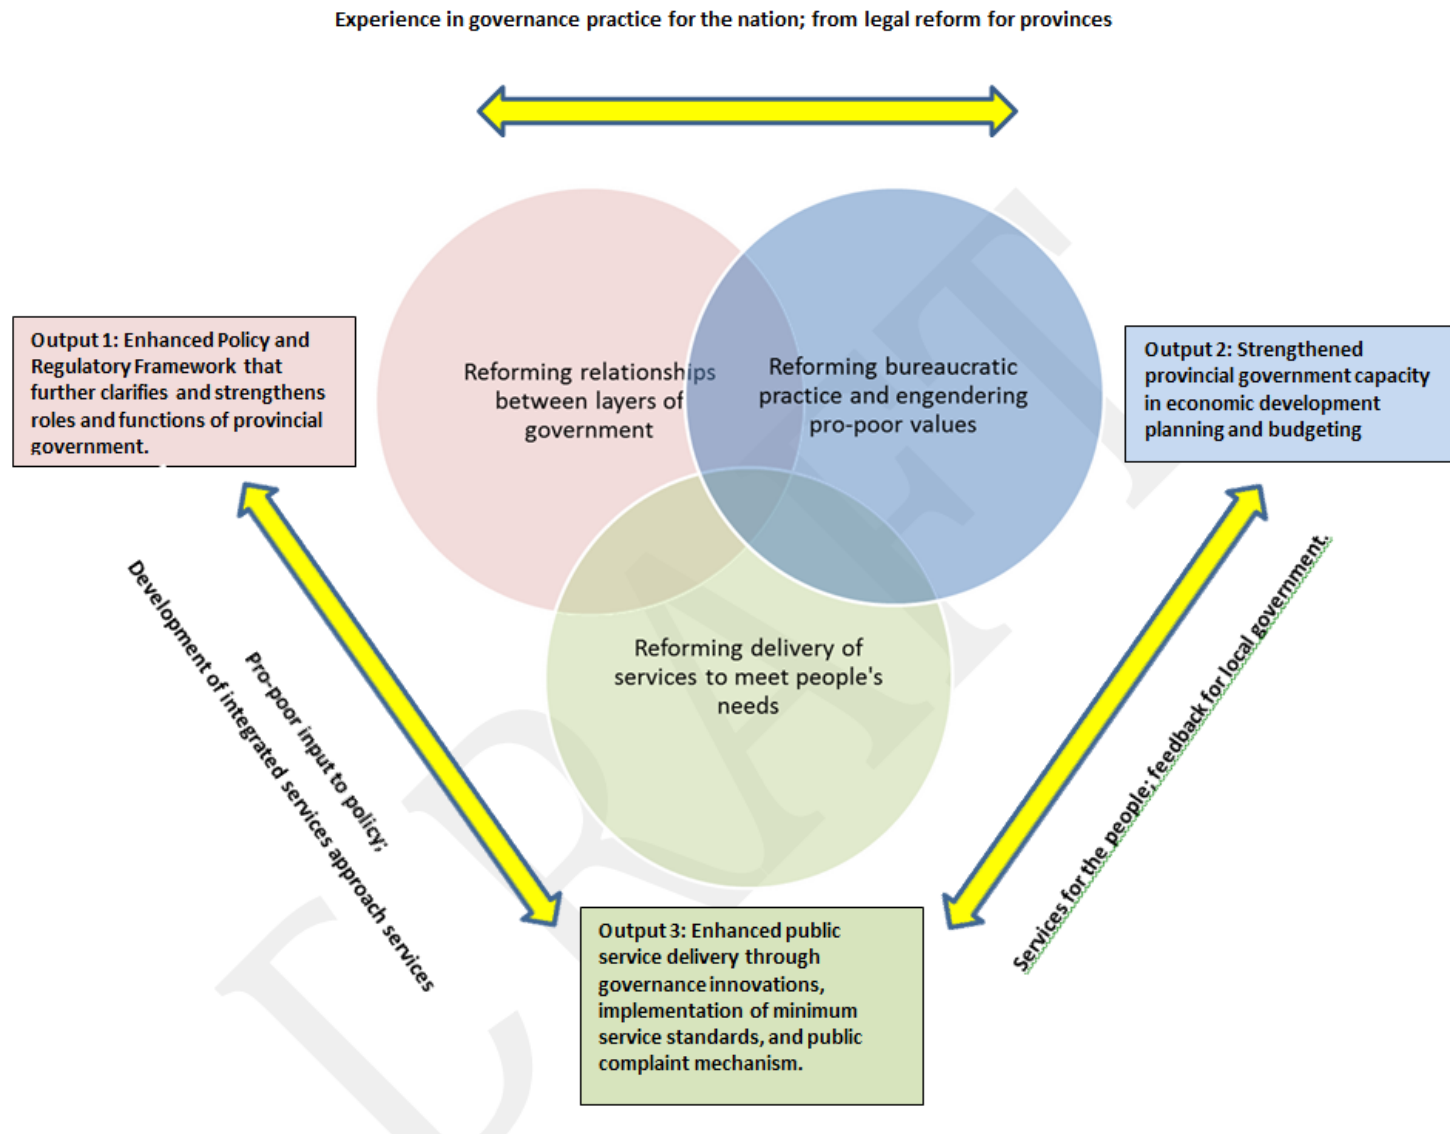 Experience in governance practice for the nation; from legal reform for provinces
Output 1: Enhanced Policy and
Regulatory Framework that
further clarifies and strengthens
roles and functions of provincial
government.
Reforming relationships
between layers of
government
Reforming bureaucratic
practice and engendering
pro-poor values
Output 2: Strengthened
provincial government capacity
in economic development
planning and budgeting
Reforming delivery of
services to meet people's
needs
Pro-poor input to policy;
Development of integrated services approach services
Services for the people; feedback for local government.
Output 3: Enhanced public
service delivery through
governance innovations,
implementation of minimum
service standards, and public
complaint mechanism.
DRAFT